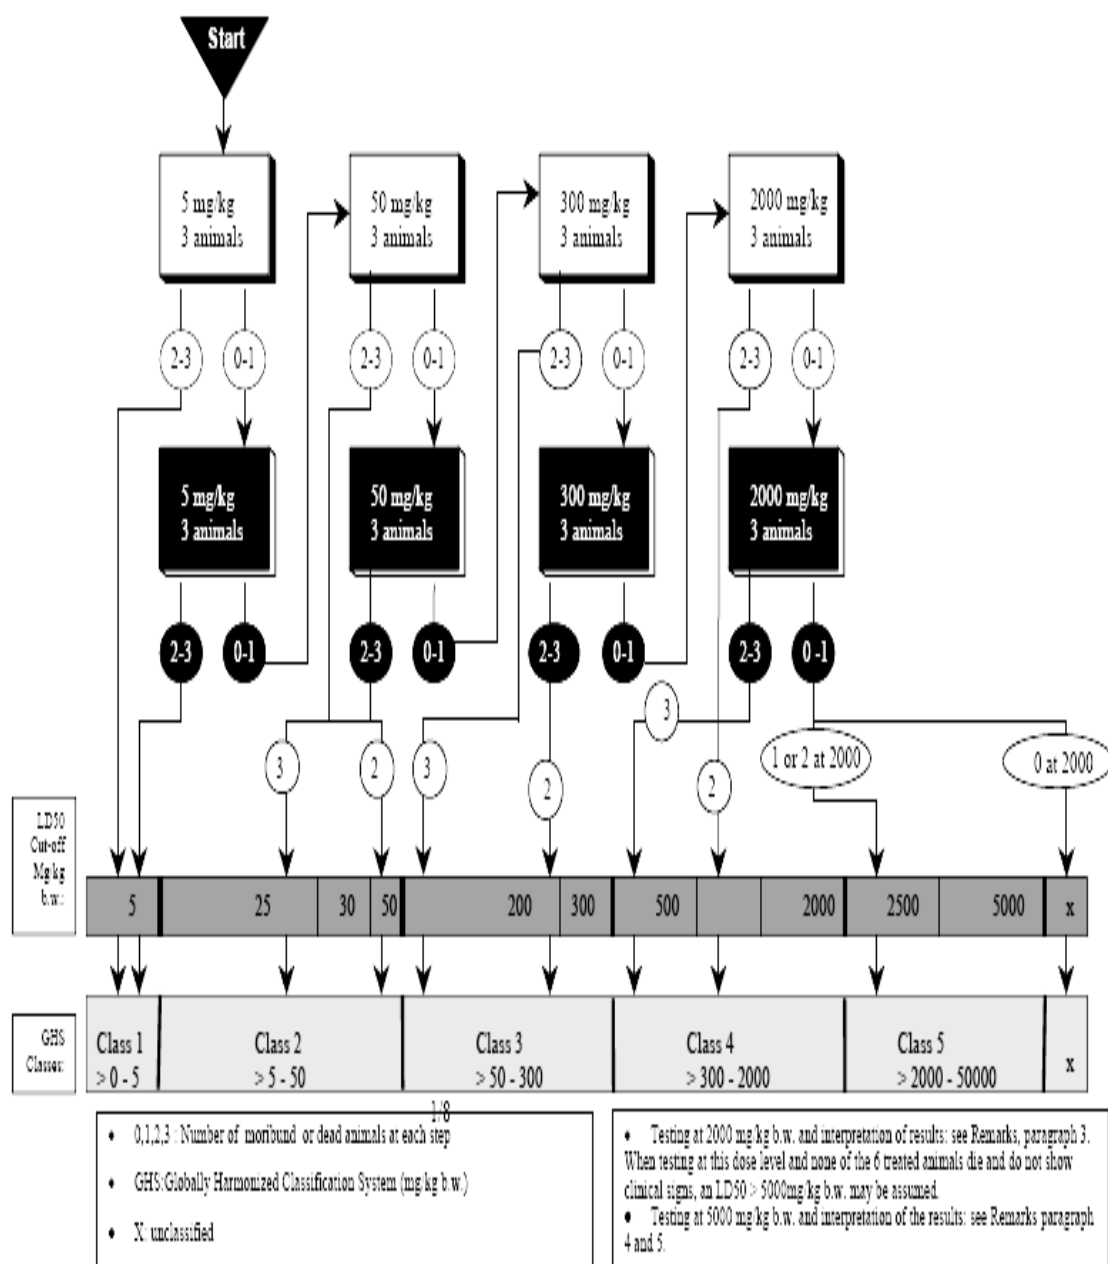 Start
5 mg/kg
3 animals
50 mg/kg
3 animals
300 mg/kg
3 animals
2000 mg/kg
3 animals
2-3
0-1
2-3
0-1
2-3
0-1
2-3
0-1
5 mg/kg
3 animals
50 mg/kg
3 animals
300 mg/kg
3 animals
2000 mg/kg
3 animals
2-3
0-1
2-3
0-1
2-3
0-1
2-3
0 -1
3
3
2
3
2
2
1 or 2 at 2000
0 at 2000
LD50
Cut-off
Mg/kg
b.w.:
5
25
30
50
200
300
500
2000
2500
5000
x
GHS
Classes:
Class 1
> 0 - 5
Class 2
> 5 - 50
Class 3
> 50 - 300
Class 4
> 300 - 2000
Class 5
> 2000 - 50000
x
1/8
• 0,1,2,3 : Number of moribund or dead animals at each step
• GHS:Globally Harmonized Classification System (mg/kg b.w.)
• X: unclassified
• Testing at 2000 mg/kg b.w. and interpretation of results: see Remarks, paragraph 3.
When testing at this dose level and none of the 6 treated animals die and do not show
clinical signs, an LD50 > 5000mg/kg b.w. may be assumed.
• Testing at 5000 mg/kg b.w. and interpretation of the results: see Remarks paragraph
4 and 5.